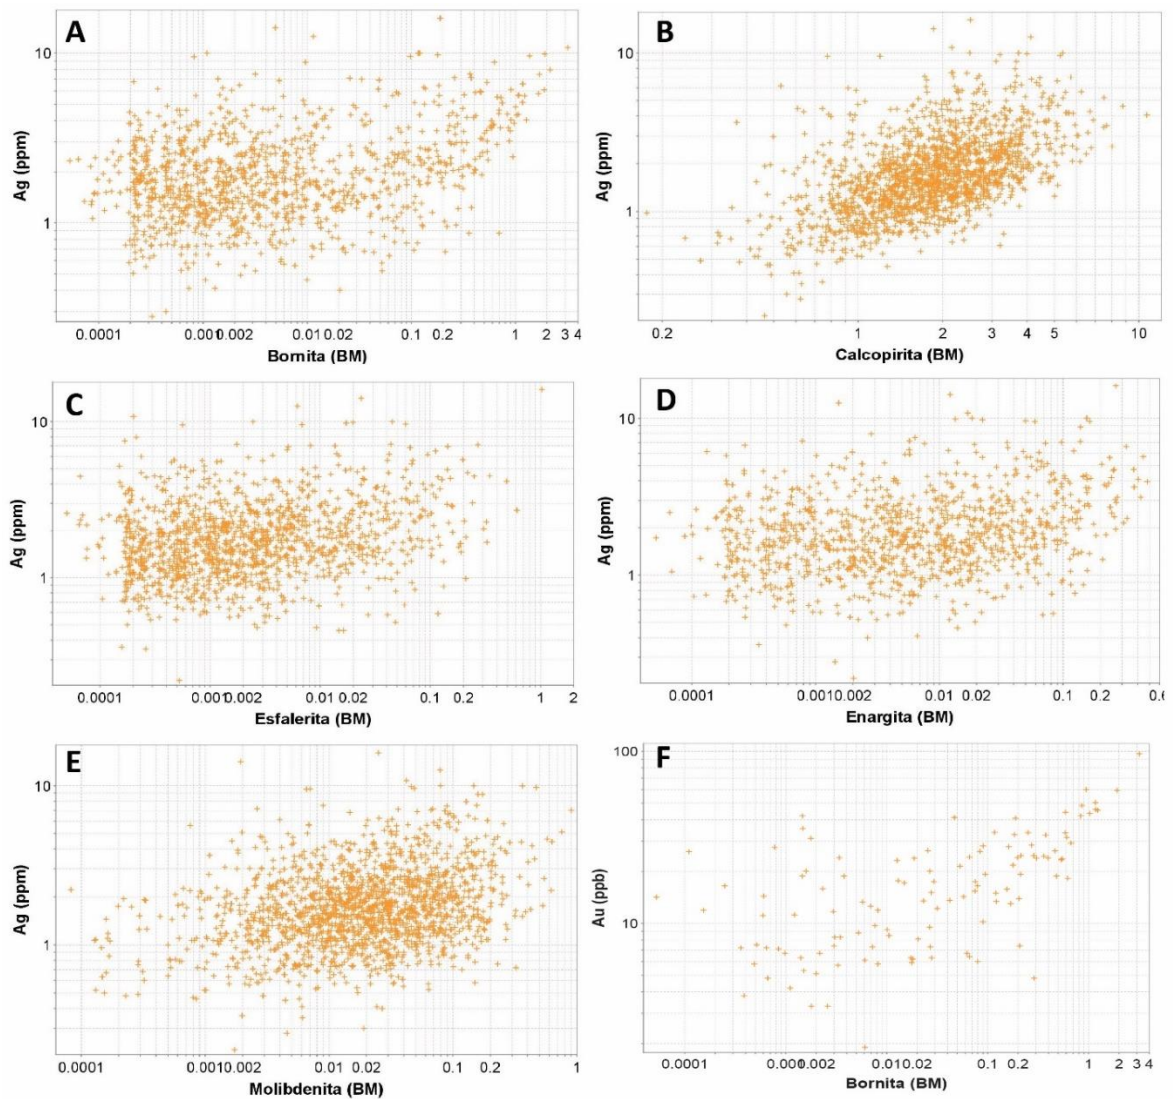 A
Ag (ppm)
10
1
0.0001 0.001 0.002 0.01 0.02 0.1 0.2 1 2 3 4
Bornita (BM)
B
Ag (ppm)
10
1
0.2 1 2 3 4 5 10
Calcopirita (BM)
C
Ag (ppm)
10
1
0.0001 0.001 0.002 0.01 0.02 0.1 0.2 1 2
Esfalerita (BM)
D
Ag (ppm)
10
1
0.0001 0.001 0.002 0.01 0.02 0.1 0.2 0.6
Enargita (BM)
E
Ag (ppm)
10
1
0.0001 0.001 0.002 0.01 0.02 0.1 0.2 1
Molibdenita (BM)
F
Au (ppb)
100
10
0.0001 0.001 0.002 0.01 0.02 0.1 0.2 1 2 3 4
Bornita (BM)